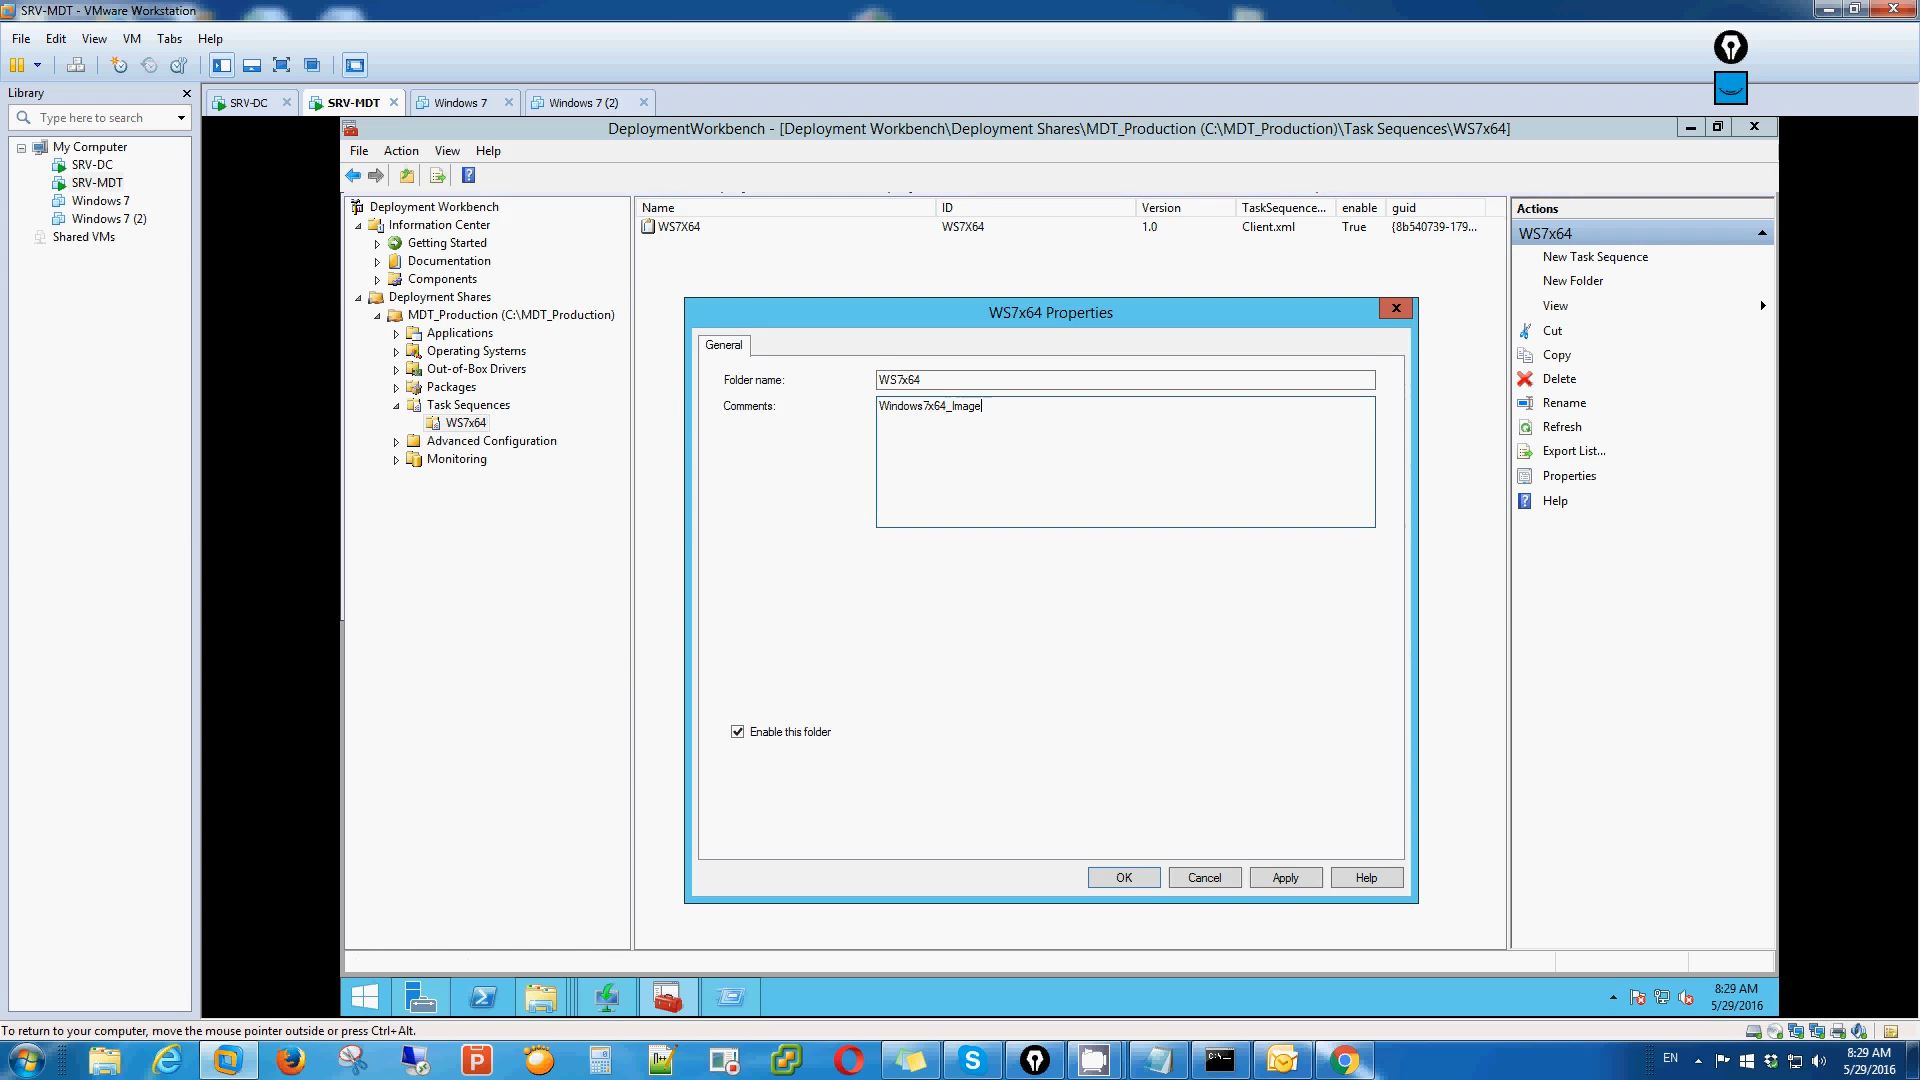 SRV-MDT - VMware Workstation
File Edit View VM Tabs Help
Library
Type here to search
My Computer
SRV-DC
SRV-MDT
Windows 7
Windows 7 (2)
Shared VMs
SRV-DC
SRV-MDT
Windows 7
Windows 7 (2)
DeploymentWorkbench - [Deployment Workbench\Deployment Shares\MDT_Production (C:\MDT_Production)\Task Sequences\WS7x64]
File Action View Help
Deployment Workbench
Information Center
Getting Started
Documentation
Components
Deployment Shares
MDT_Production (C:\MDT_Production)
Applications
Operating Systems
Out-of-Box Drivers
Packages
Task Sequences
WS7x64
Advanced Configuration
Monitoring
Name ID Version TaskSequence... enable guid
WS7X64 WS7X64 1.0 Client.xml True {8b540739-179...
WS7x64 Properties
General
Folder name: WS7x64
Comments: Windows7x64_Image
Enable this folder
OK Cancel Apply Help
Actions
WS7x64
New Task Sequence
New Folder
View
Cut
Copy
Delete
Rename
Refresh
Export List...
Properties
Help
8:29 AM
5/29/2016
To return to your computer, move the mouse pointer outside or press Ctrl+Alt.
EN
8:29 AM
5/29/2016